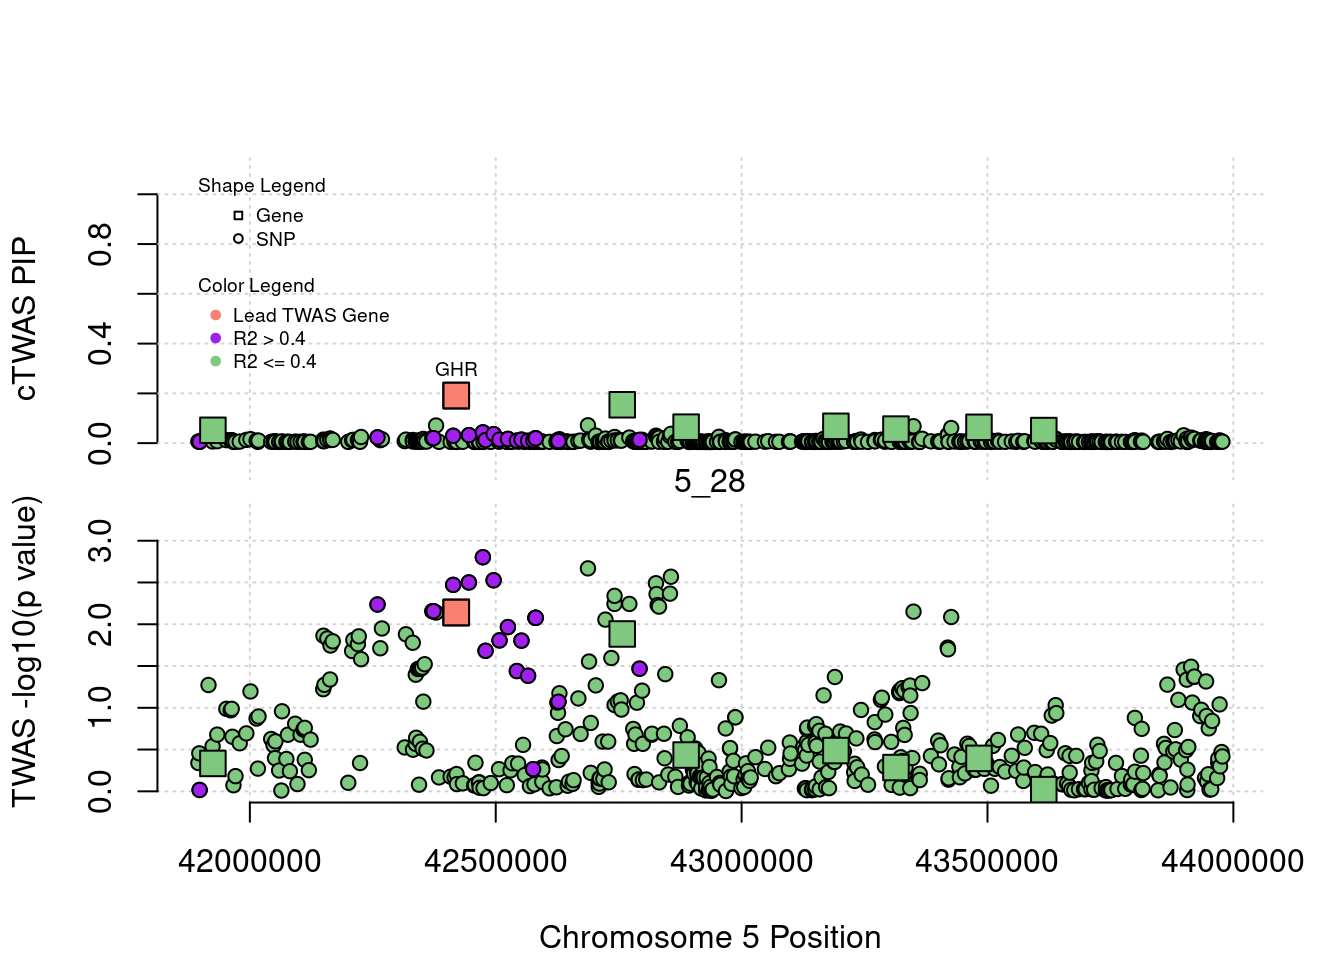 Shape Legend
Gene
SNP
Color Legend
Lead TWAS Gene
R2 > 0.4
R2 <= 0.4
GHR
cTWAS PIP
0.8
0.4
0.0
5_28
TWAS -log10(p value)
3.0
2.0
1.0
0.0
42000000 42500000 43000000 43500000 44000000
Chromosome 5 Position